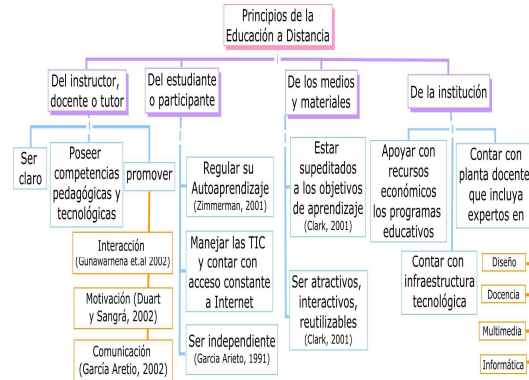 Principios de la
Educación a Distancia
Del instructor,
docente o tutor
Ser
claro
Poseer
competencias
pedagógicas y
tecnológicas
promover
Interacción
(Gunawarnena et.al 2002)
Motivación (Duart
y Sangrá, 2002)
Comunicación
(García Aretio, 2002)
Del estudiante
o participante
Regular su
Autoaprendizaje
(Zimmerman, 2001)
Manejar las TIC
y contar con
acceso constante
a Internet
Ser independiente
(Garcia Arieto, 1991)
De los medios
y materiales
Estar
supeditados
a los objetivos
de aprendizaje
(Clark, 2001)
Ser atractivos,
interactivos,
reutilizables
(Clark, 2001)
De la institución
Apoyar con
recursos
económicos
los programas
educativos
Contar con
infraestructura
tecnológica
Contar con
planta docente
que incluya
expertos en
Diseño
Docencia
Multimedia
Informática